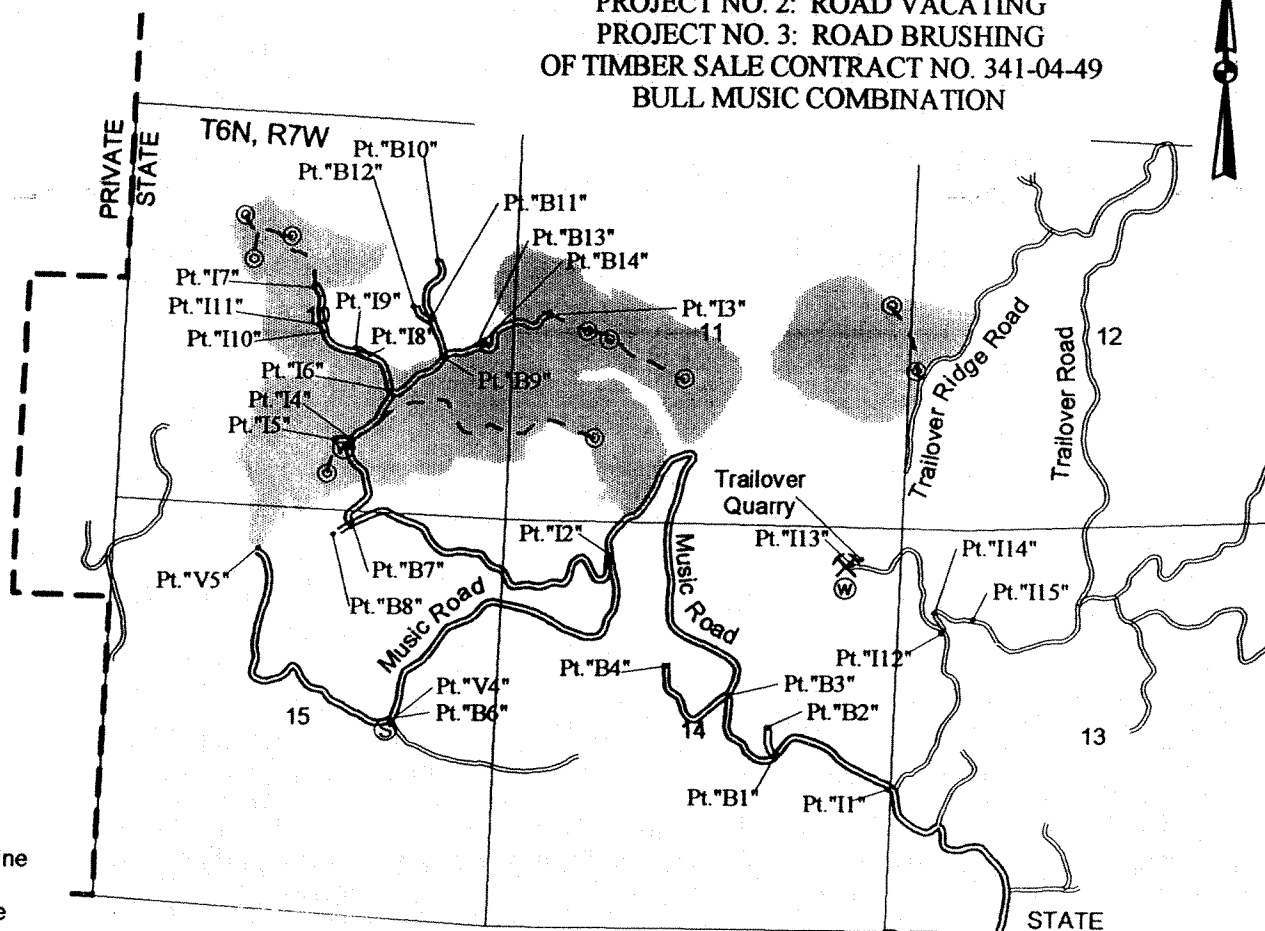 PROJECT NO. 2: ROAD VACATING
PROJECT NO. 3: ROAD BRUSHING
OF TIMBER SALE CONTRACT NO. 341-04-49
BULL MUSIC COMBINATION
PRIVATE
STATE
T6N, R7W
Pt."B10"
Pt."B12"
Pt."B11"
Pt."B13"
Pt."B14"
Pt."I7"
Pt."I11"
Pt."I9"
Pt."I3"
10
11
12
Pt."I10"
Pt."I8"
Pt."I6"
Pt."B9"
Pt."I4"
Pt."I5"
Trailover Ridge Road
Trailover Road
Trailover
Quarry
Pt."I2"
Pt."I13"
Pt."I14"
W
Pt."V5"
Pt."B7"
Pt."B8"
Music Road
Music Road
Pt."I15"
Pt."I12"
Pt."B4"
Pt."V4"
Pt."B3"
Pt."B6"
Pt."B2"
15
S
14
13
Pt."B1"
Pt."I1"
ne
e
STATE